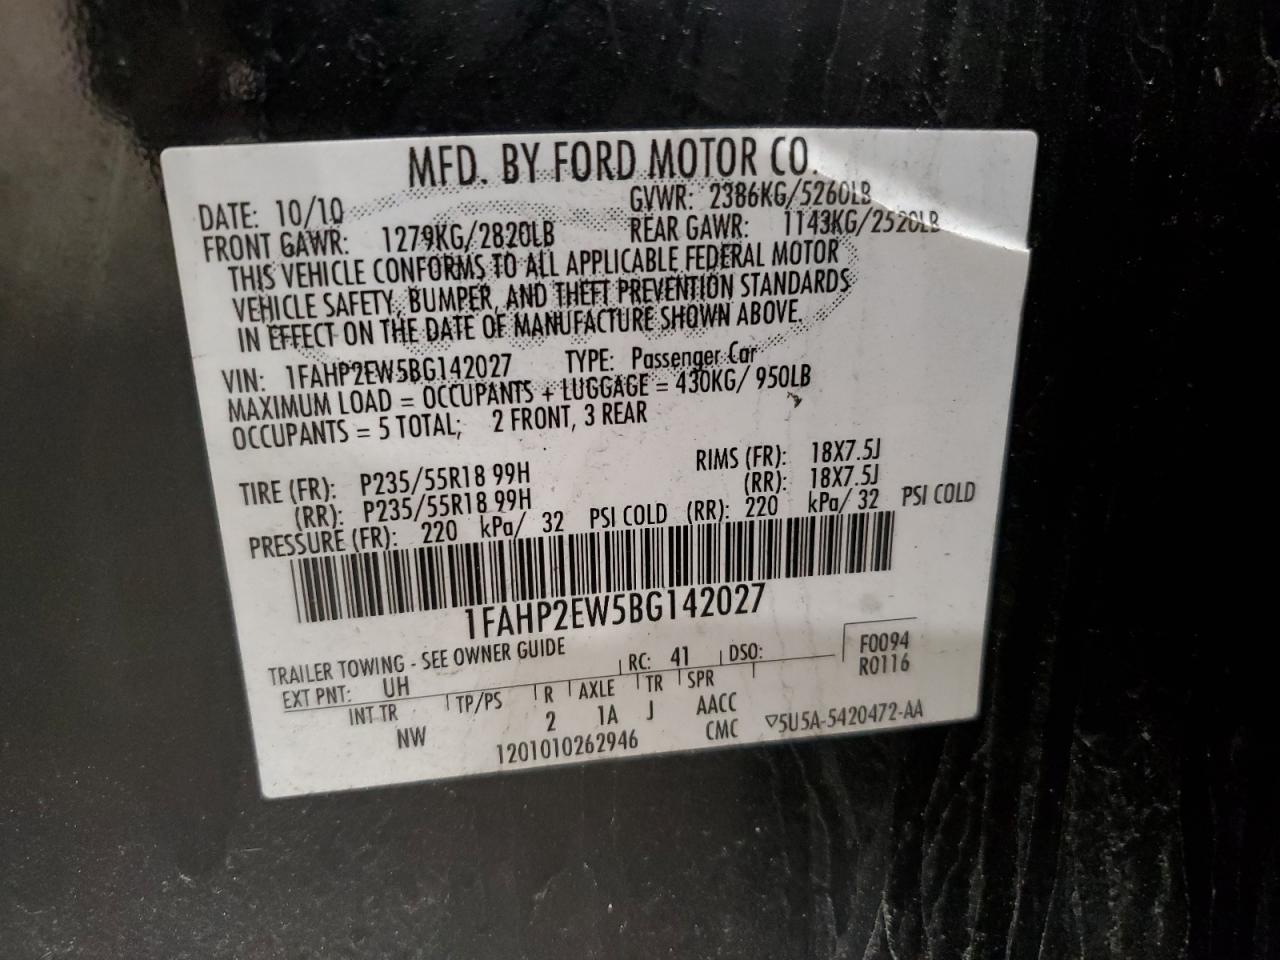 MFD. BY FORD MOTOR CO.
DATE: 10/10 GVWR: 2386KG/5260LB
FRONT GAWR: 1279KG/2820LB REAR GAWR: 1143KG/2520LB
THIS VEHICLE CONFORMS TO ALL APPLICABLE FEDERAL MOTOR
VEHICLE SAFETY, BUMPER, AND THEFT PREVENTION STANDARDS
IN EFFECT ON THE DATE OF MANUFACTURE SHOWN ABOVE.
VIN: 1FAHP2EW5BG142027 TYPE: Passenger Car
MAXIMUM LOAD = OCCUPANTS + LUGGAGE = 430KG/ 950LB
OCCUPANTS = 5 TOTAL; 2 FRONT, 3 REAR
TIRE (FR): P235/55R18 99H RIMS (FR): 18X7.5J
(RR): P235/55R18 99H (RR): 18X7.5J
PRESSURE (FR): 220 kPa/ 32 PSI COLD (RR): 220 kPa/ 32 PSI COLD
1FAHP2EW5BG142027
TRAILER TOWING - SEE OWNER GUIDE
EXT PNT: UH RC: 41 DSO: F0094
R0116
INT TR TP/PS R AXLE TR SPR
NW 2 1A J AACC
1201010262946 CMC ▽5U5A-5420472-AA